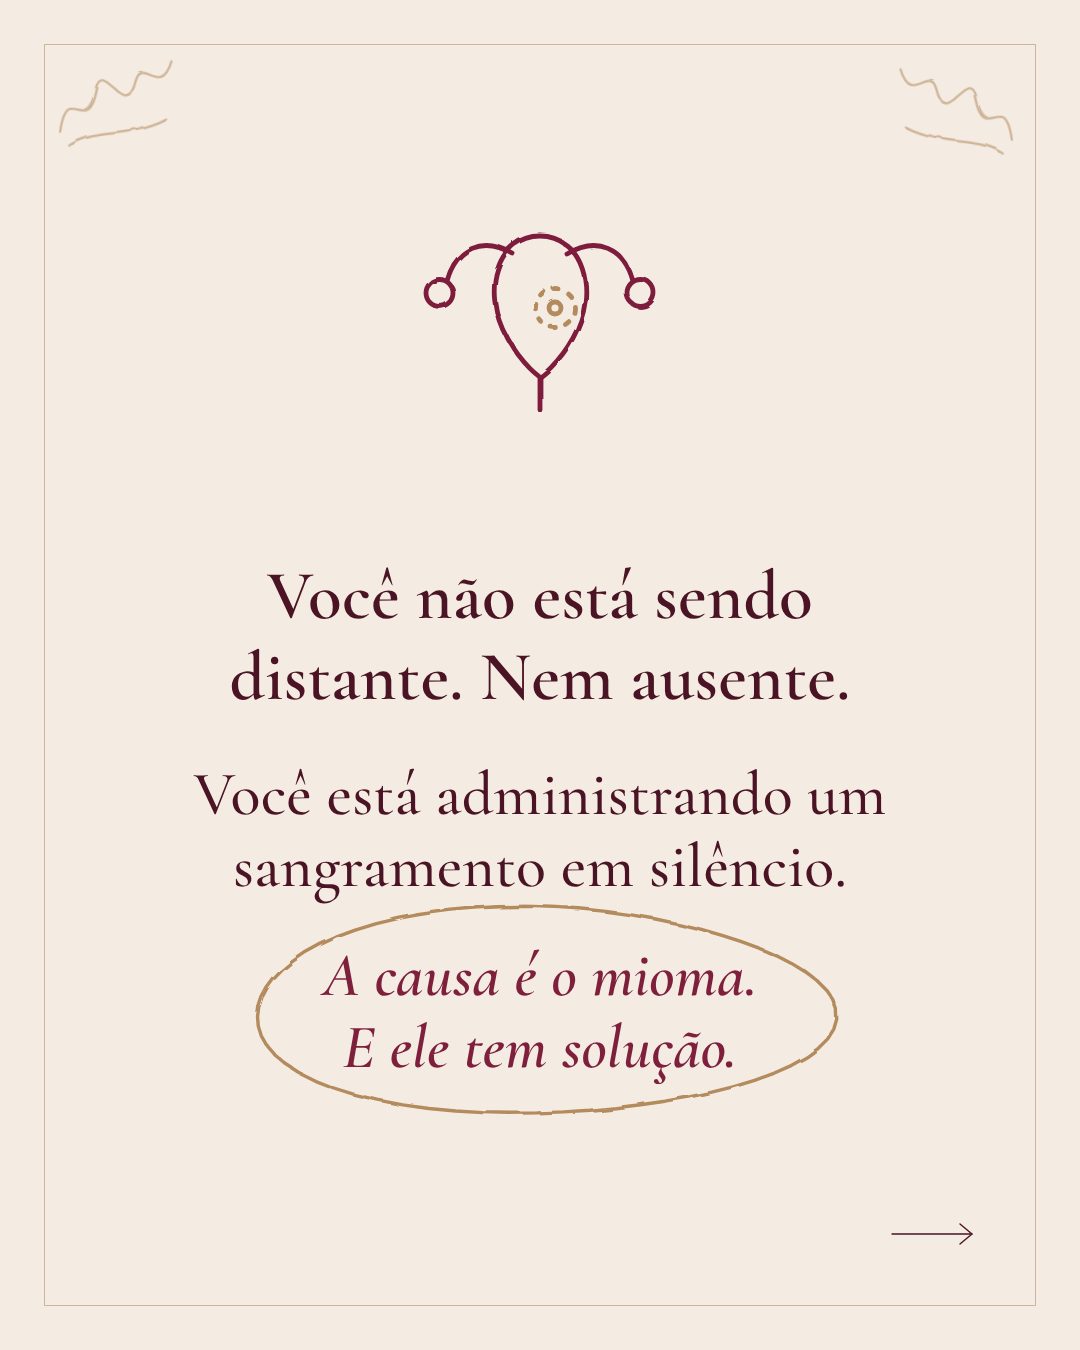 Você não está sendo
distante. Nem ausente.
Você está administrando um
sangramento em silêncio.
A causa é o mioma.
E ele tem solução.